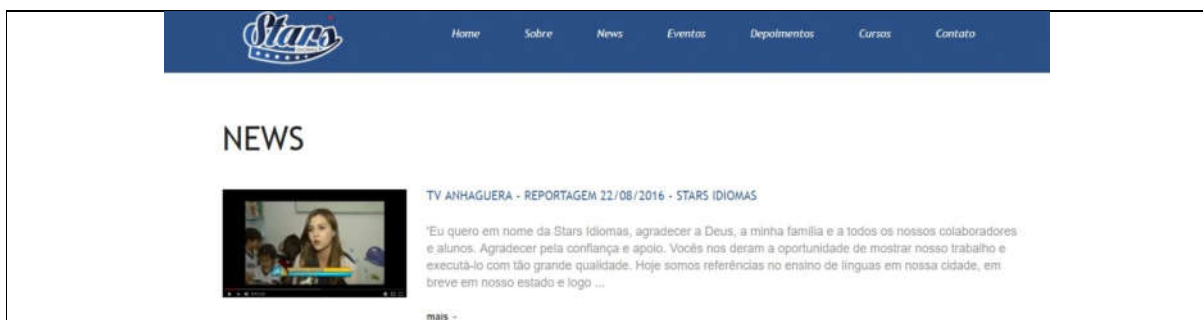 Stars
Home Sobre News Eventos Depoimentos Cursos Contato
NEWS
TV ANHAGUERA - REPORTAGEM 22/08/2016 - STARS IDIOMAS
'Eu quero em nome da Stars Idiomas, agradecer a Deus, a minha família e a todos os nossos colaboradores
e alunos. Agradecer pela confiança e apoio. Vocês nos deram a oportunidade de mostrar nosso trabalho e
executá-lo com tão grande qualidade. Hoje somos referências no ensino de línguas em nossa cidade, em
breve em nosso estado e logo ...
mais -